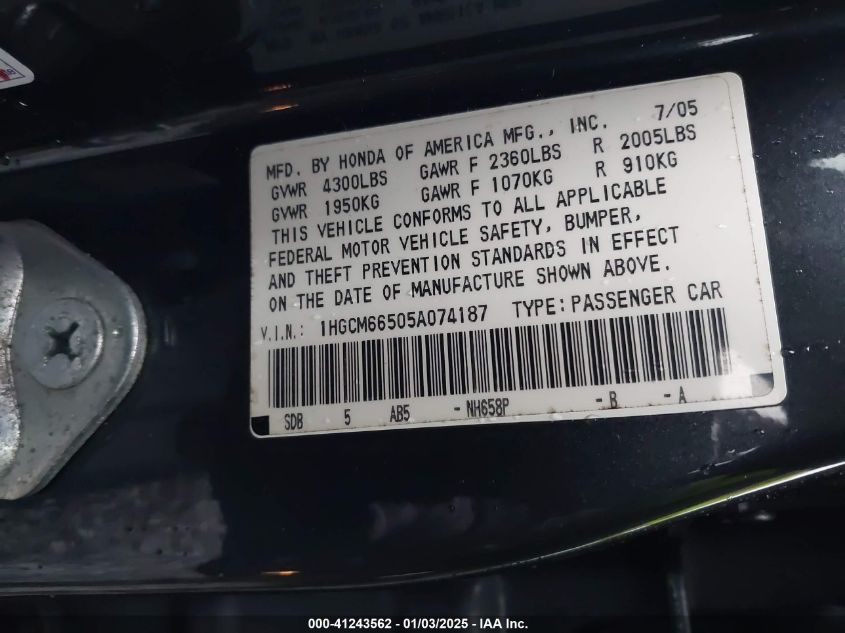 7/05
MFD. BY HONDA OF AMERICA MFG., INC.
GVWR 4300LBS GAWR F 2360LBS R 2005LBS
GVWR 1950KG GAWR F 1070KG R 910KG
THIS VEHICLE CONFORMS TO ALL APPLICABLE
FEDERAL MOTOR VEHICLE SAFETY, BUMPER,
AND THEFT PREVENTION STANDARDS IN EFFECT
ON THE DATE OF MANUFACTURE SHOWN ABOVE.
V.I.N.: 1HGCM66505A074187 TYPE:PASSENGER CAR
SDB 5 AB5 -NH658P -B -A
000-41243562 - 01/03/2025 - IAA Inc.